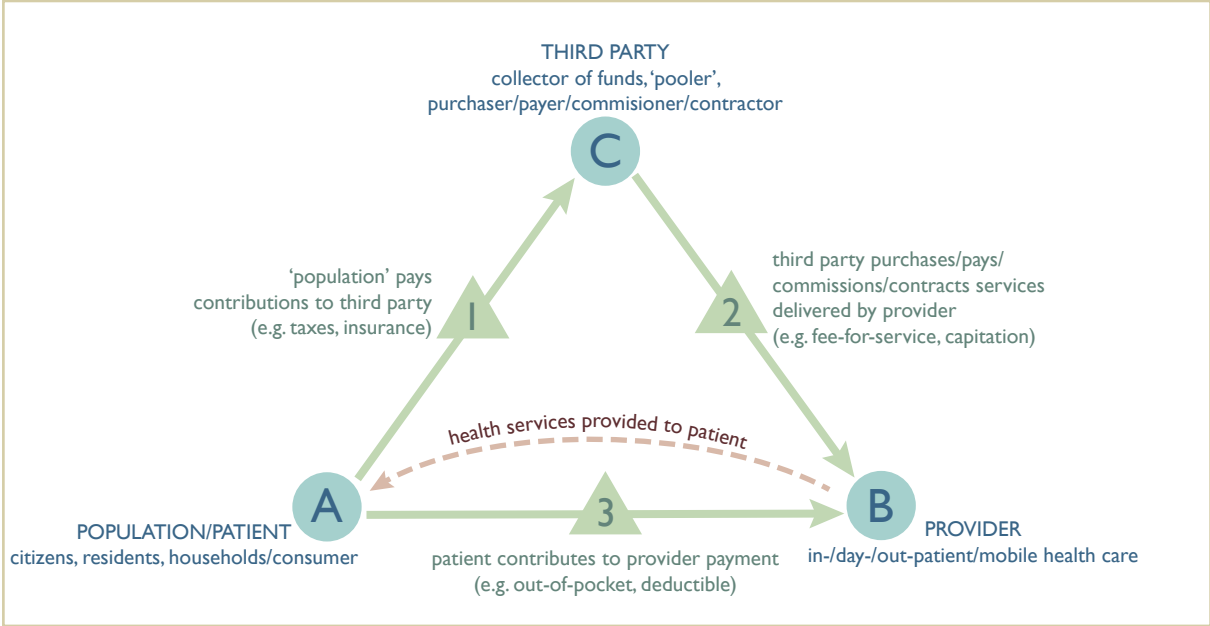 THIRD PARTY
collector of funds, ‘pooler’,
purchaser/payer/commisioner/contractor
C
‘population’ pays
contributions to third party
(e.g. taxes, insurance)
1
2
third party purchases/pays/
commissions/contracts services
delivered by provider
(e.g. fee-for-service, capitation)
health services provided to patient
A
POPULATION/PATIENT
citizens, residents, households/consumer
3
patient contributes to provider payment
(e.g. out-of-pocket, deductible)
B
PROVIDER
in-/day-/out-patient/mobile health care